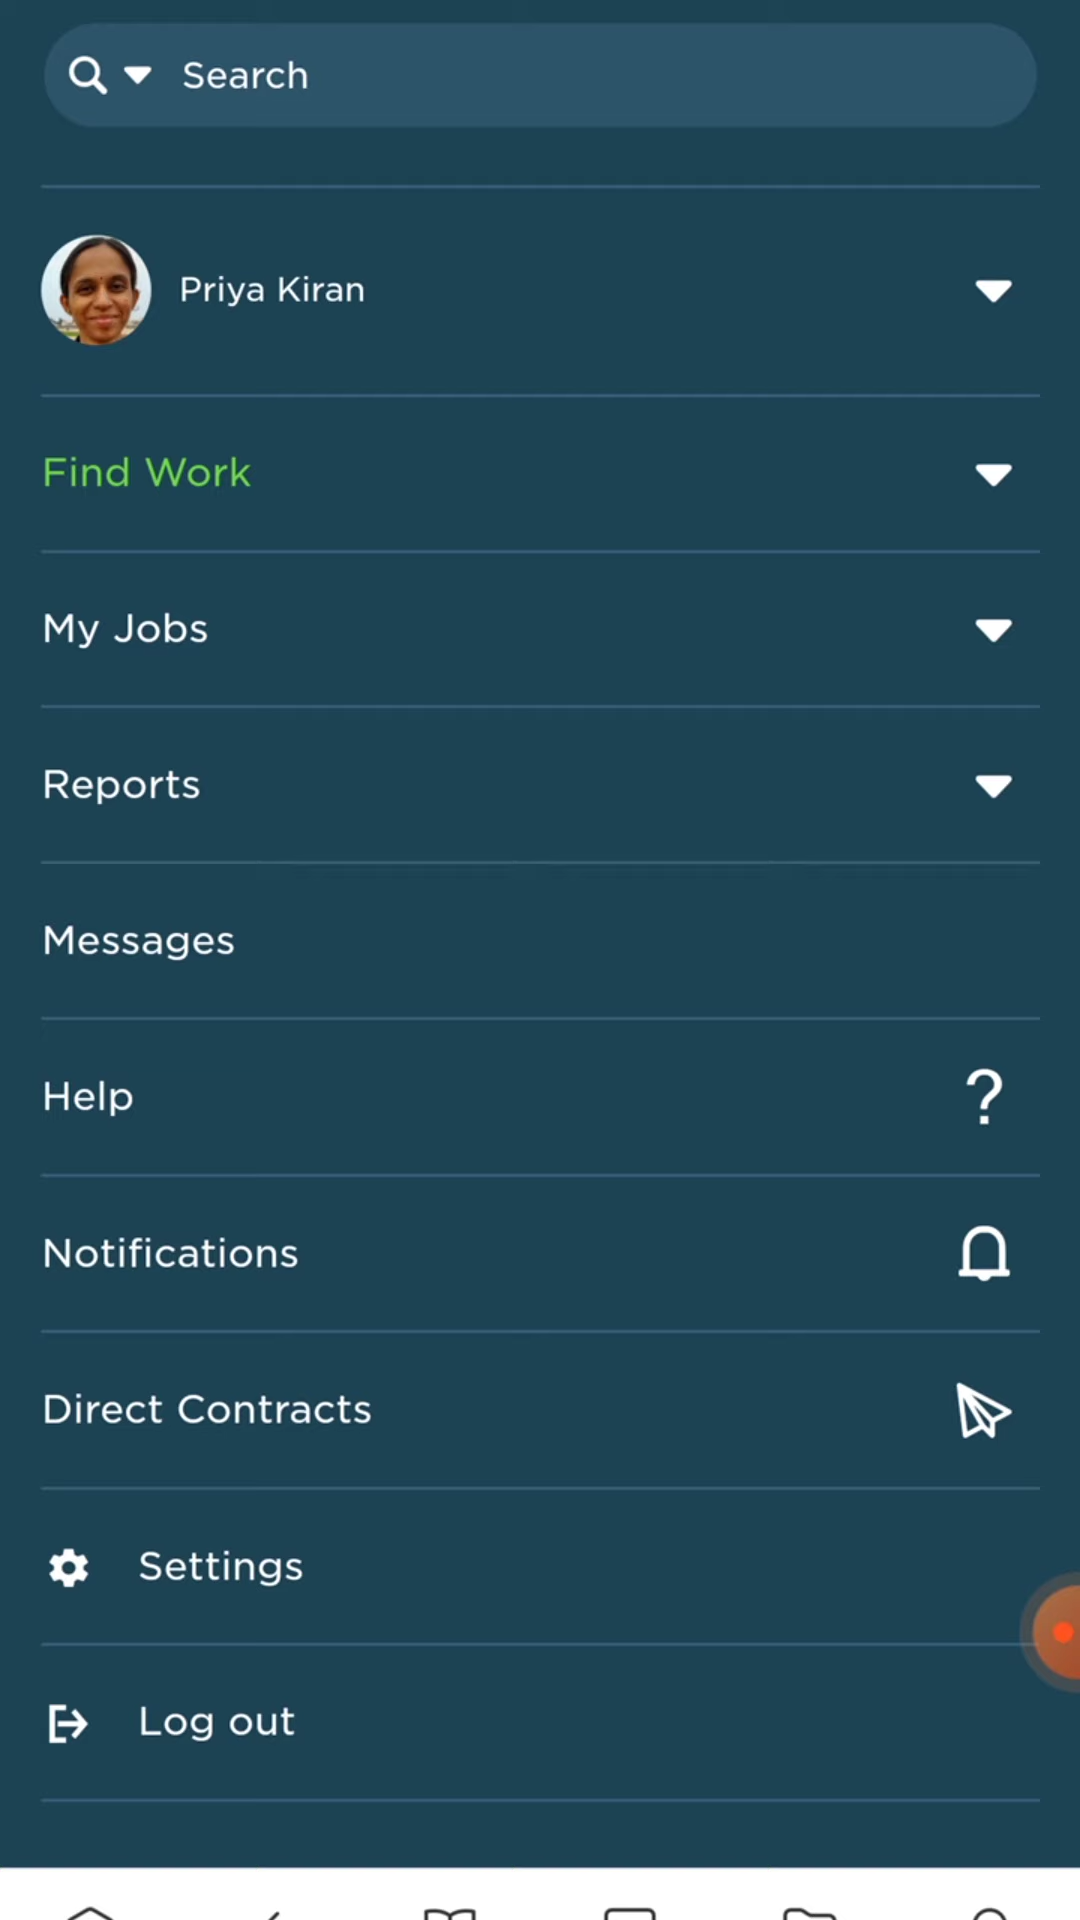 Search
Priya Kiran
Find Work
My Jobs
Reports
Messages
Help
?
Notifications
Direct Contracts
Settings
Log out